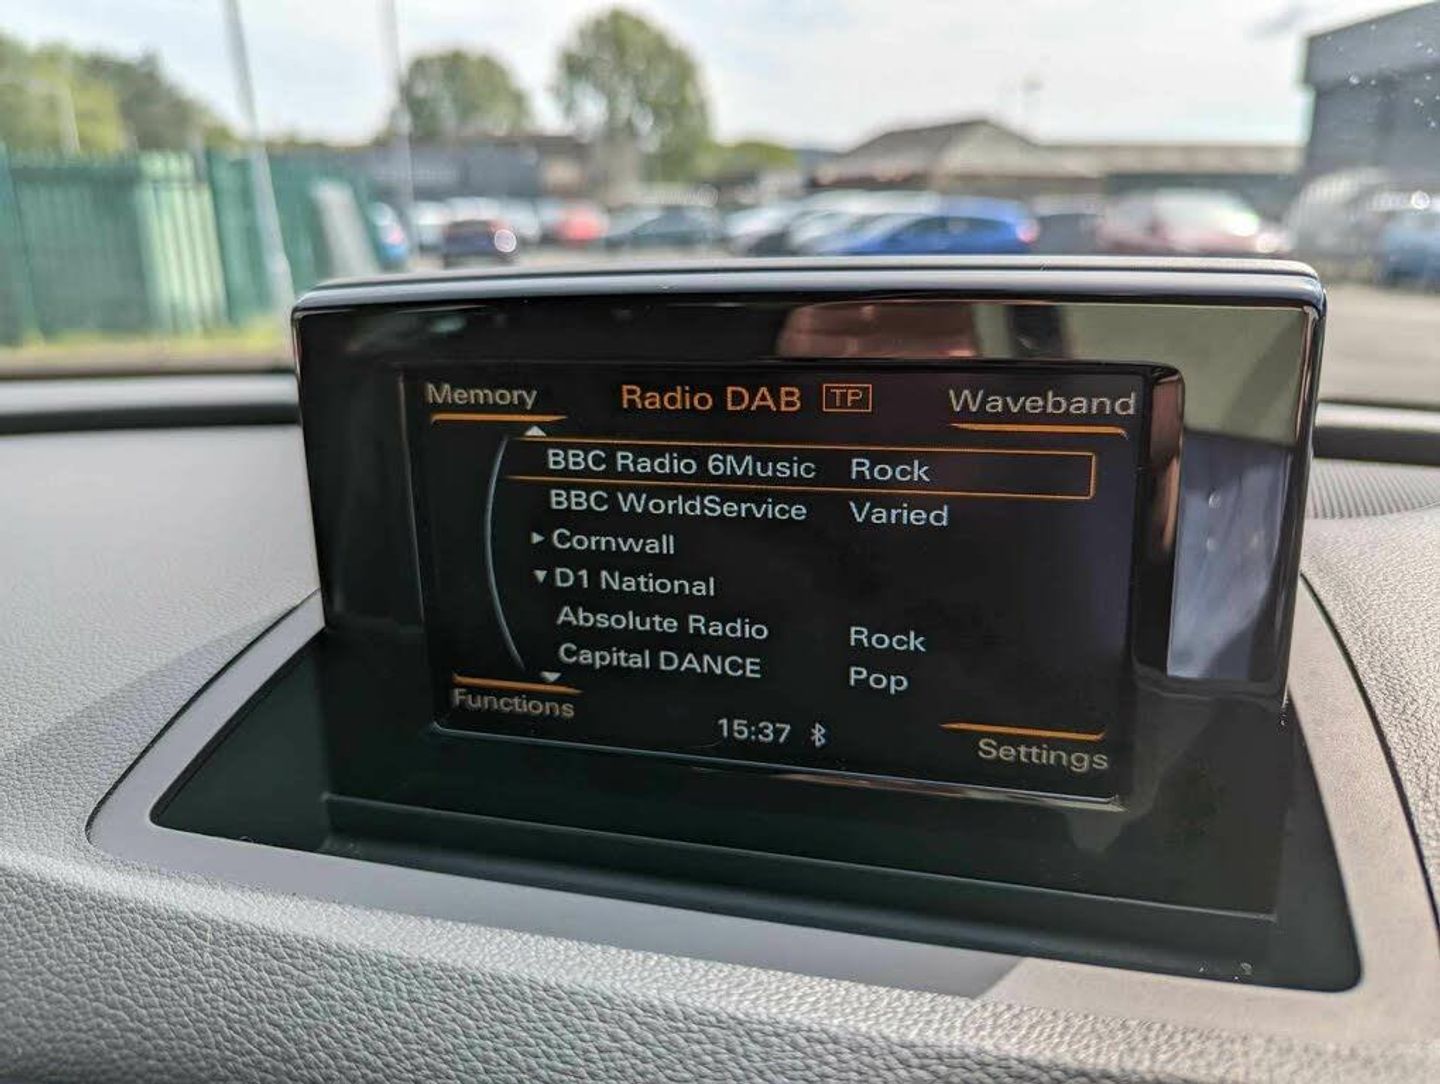 Memory Radio DAB TP Waveband
BBC Radio 6Music Rock
BBC WorldService Varied
▸ Cornwall
▾ D1 National
Absolute Radio Rock
Capital DANCE Pop
Functions 15:37 Settings